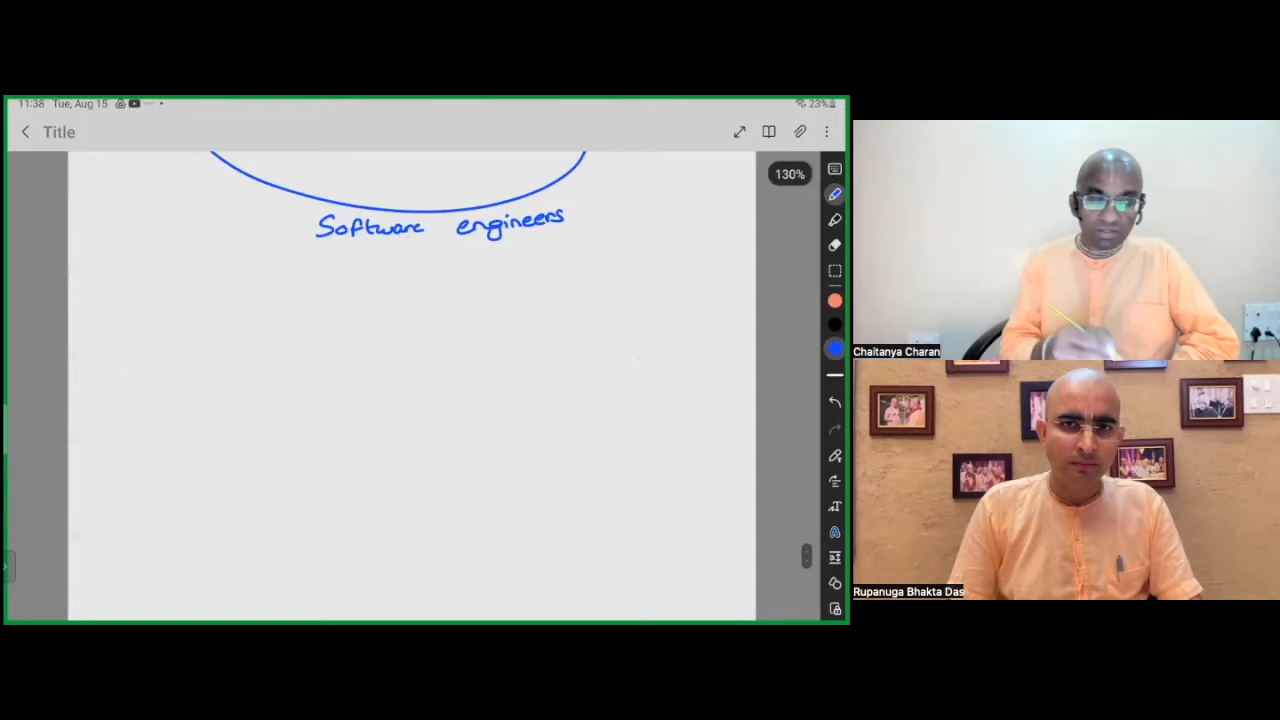 11:38 Tue, Aug 15
23%
Title
130%
Software engineers
Chaitanya Charan
Rupanuga Bhakta Das